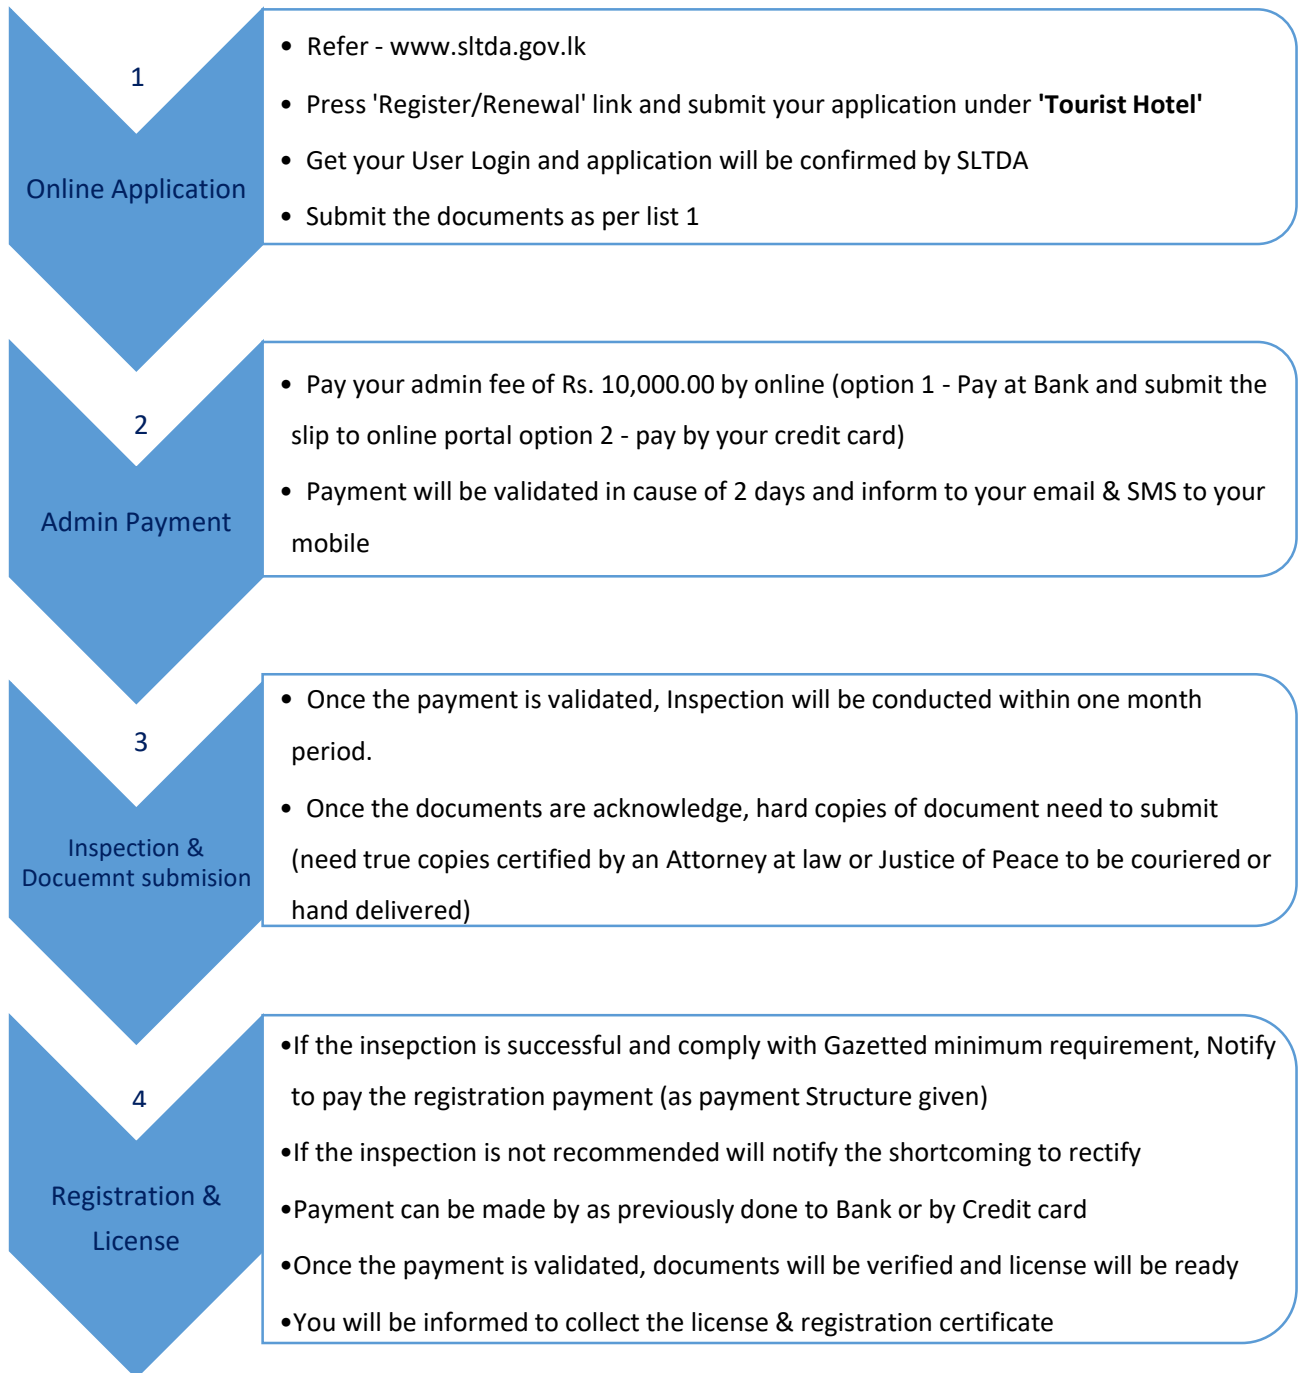 1
Online Application
• Refer - www.sltda.gov.lk
• Press 'Register/Renewal' link and submit your application under 'Tourist Hotel'
• Get your User Login and application will be confirmed by SLTDA
• Submit the documents as per list 1
2
Admin Payment
• Pay your admin fee of Rs. 10,000.00 by online (option 1 - Pay at Bank and submit the
slip to online portal option 2 - pay by your credit card)
• Payment will be validated in cause of 2 days and inform to your email & SMS to your
mobile
3
Inspection &
Docuemnt submision
• Once the payment is validated, Inspection will be conducted within one month
period.
• Once the documents are acknowledge, hard copies of document need to submit
(need true copies certified by an Attorney at law or Justice of Peace to be couriered or
hand delivered)
4
Registration &
License
•If the insepction is successful and comply with Gazetted minimum requirement, Notify
to pay the registration payment (as payment Structure given)
•If the inspection is not recommended will notify the shortcoming to rectify
•Payment can be made by as previously done to Bank or by Credit card
•Once the payment is validated, documents will be verified and license will be ready
•You will be informed to collect the license & registration certificate